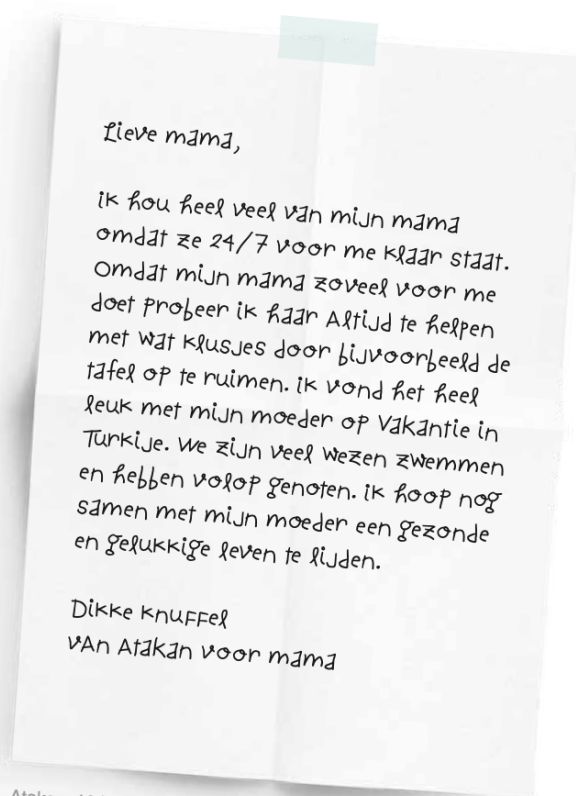 Lieve mama,
ik hou heel veel van mijn mama
omdat ze 24/7 voor me klaar staat.
Omdat mijn mama zoveel voor me
doet probeer ik haar Altijd te helpen
met wat klusjes door bijvoorbeeld de
tafel op te ruimen. ik vond het heel
leuk met mijn moeder op Vakantie in
Turkije. We zijn veel wezen zwemmen
en hebben volop genoten. ik hoop nog
samen met mijn moeder een gezonde
en gelukkige leven te lijden.
Dikke knuffel
vAn Atakan voor mama